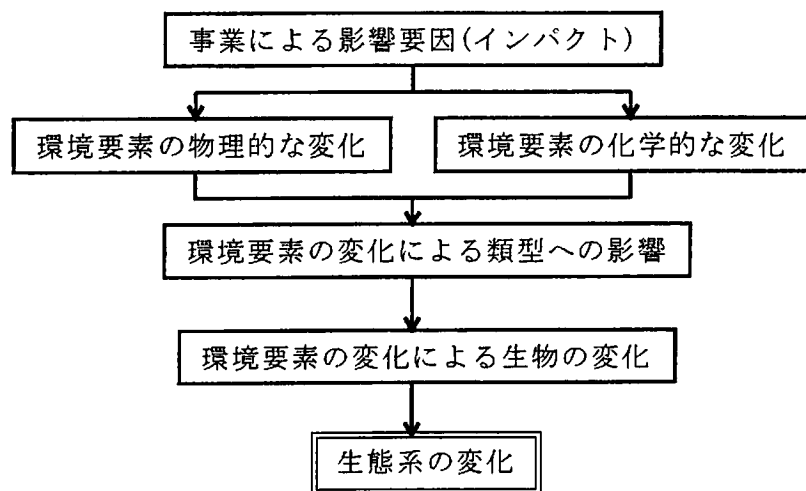 事業による影響要因(インパクト)
環境要素の物理的な変化
環境要素の化学的な変化
環境要素の変化による類型への影響
環境要素の変化による生物の変化
生態系の変化